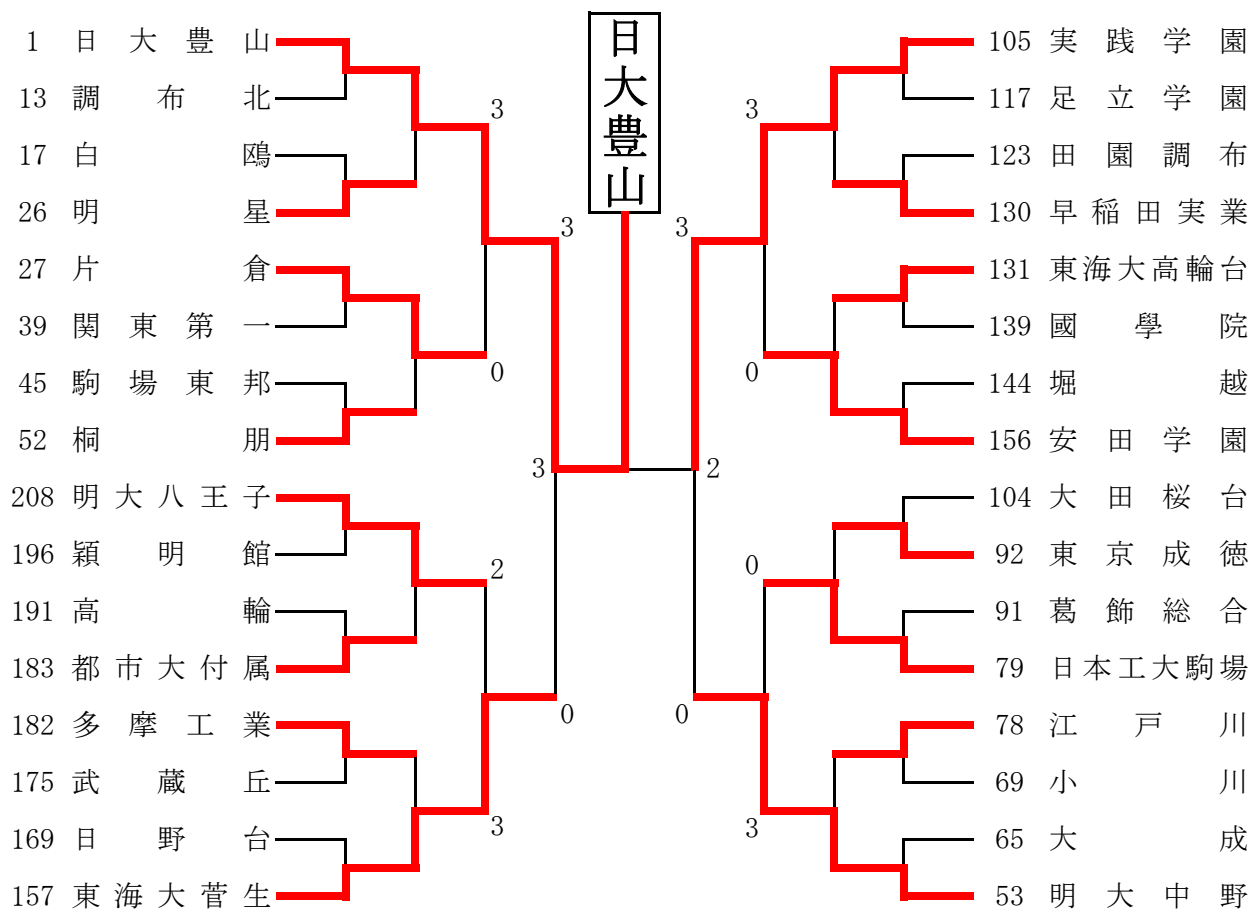 日大豊山
1 日大豊山
13 調布北
17 白鴎
26 明星
27 片倉
39 関東第一
45 駒場東邦
52 桐朋
208 明大八王子
196 穎明館
191 高輪
183 都市大付属
182 多摩工業
175 武蔵丘
169 日野台
157 東海大菅生
3
0
2
3
3
0
3
2
3
0
3
0
0
3
105 実践学園
117 足立学園
123 田園調布
130 早稲田実業
131 東海大高輪台
139 國學院
144 堀越
156 安田学園
104 大田桜台
92 東京成徳
91 葛飾総合
79 日本工大駒場
78 江戸川
69 小川
65 大成
53 明大中野